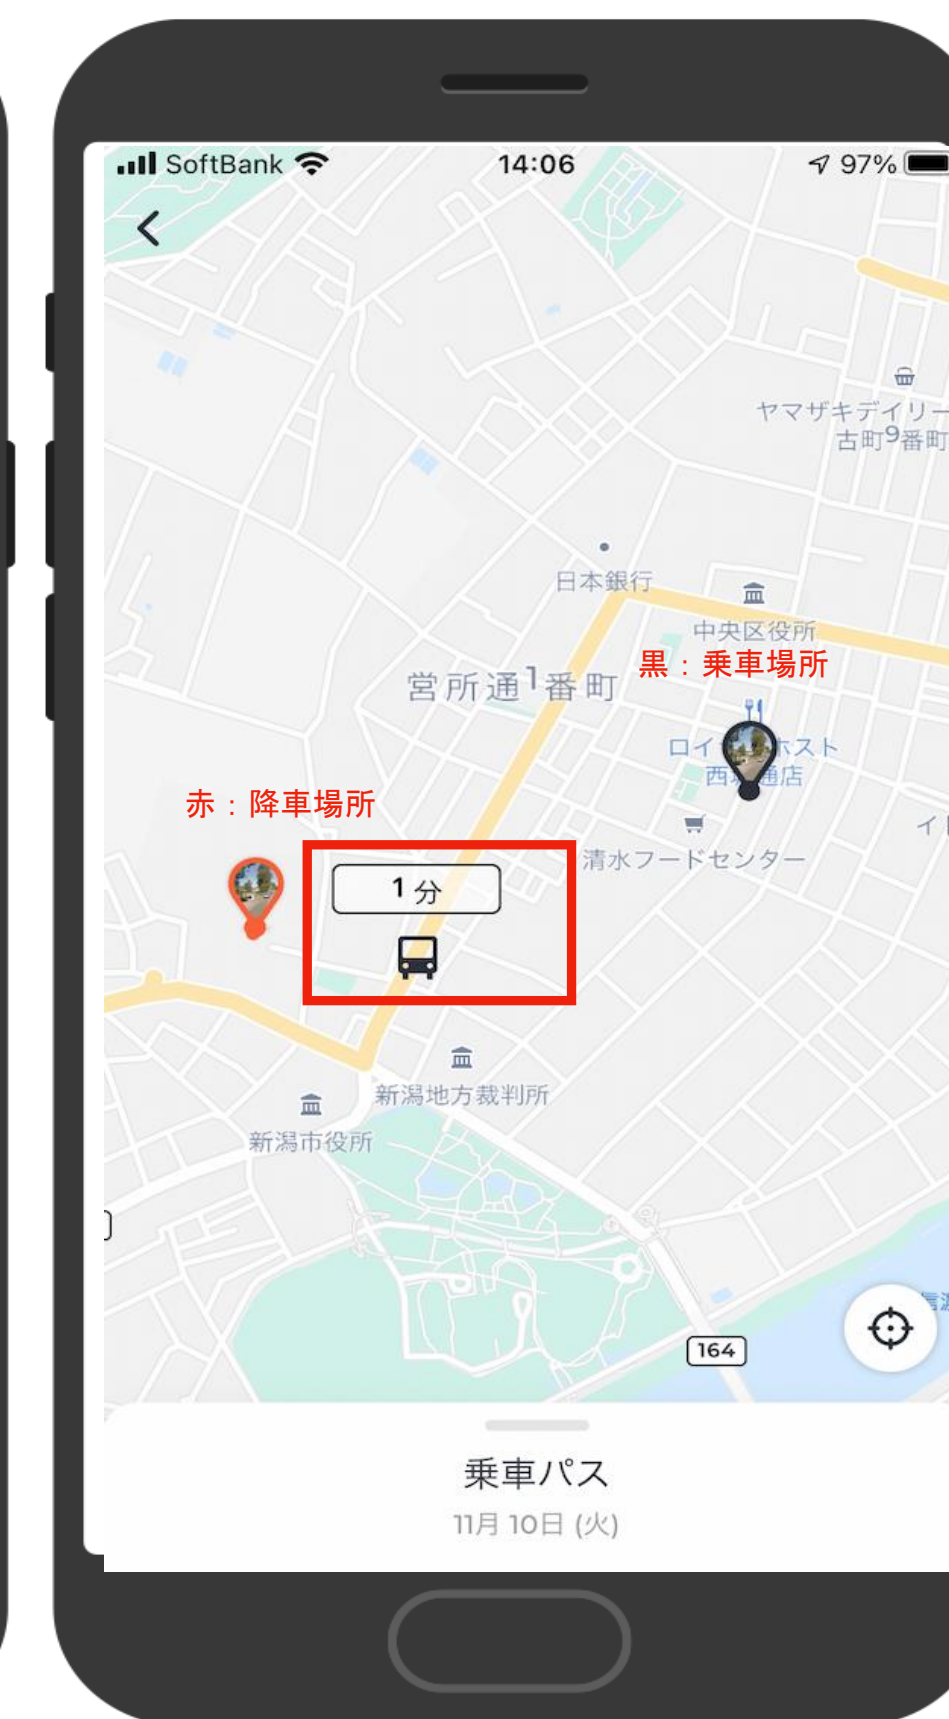 SoftBank 14:06 97%
ヤマザキデイリー
古町9番町
日本銀行
中央区役所
黒：乗車場所
営所通1番町
赤：降車場所
清水フードセンター
1 分
新潟地方裁判所
新潟市役所
164
乗車パス
11月 10日 (火)